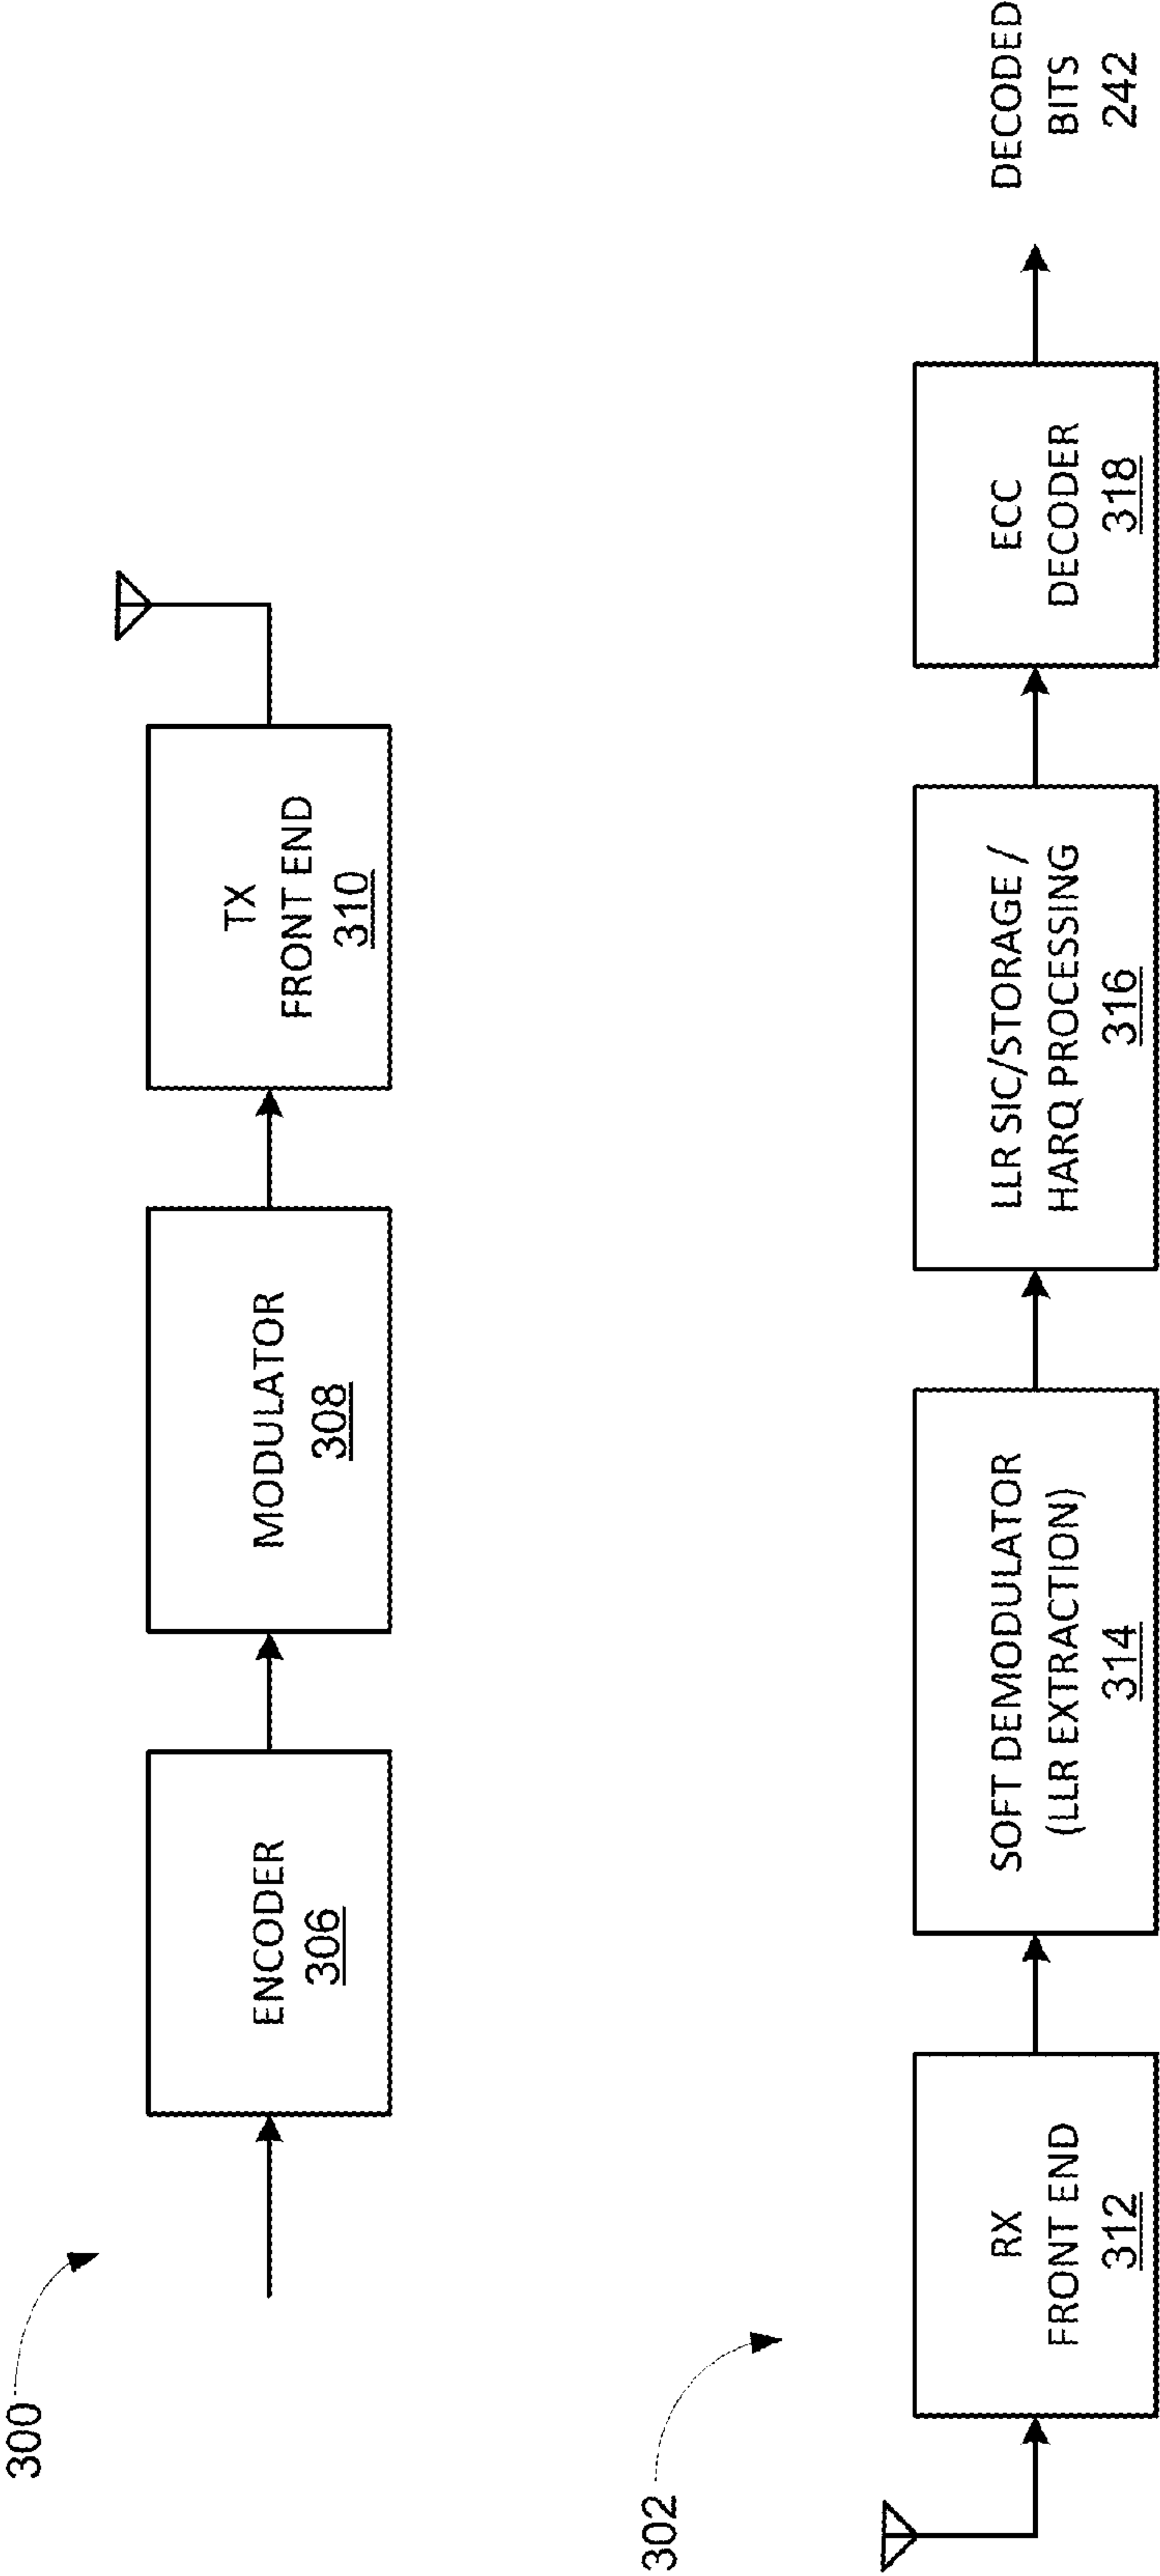 300
ENCODER
306
MODULATOR
308
TX
FRONT END
310
302
RX
FRONT END
312
SOFT DEMODULATOR
(LLR EXTRACTION)
314
LLR SIC/STORAGE /
HARQ PROCESSING
316
ECC
DECODER
318
DECODED
BITS
242